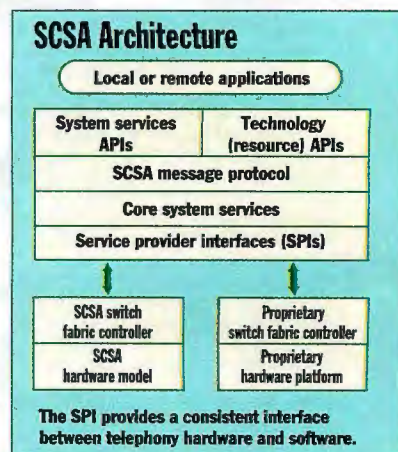 SCSA Architecture
Local or remote applications
System services
APIs
Technology
(resource) APIs
SCSA message protocol
Core system services
Service provider interfaces (SPIs)
SCSA switch
fabric controller
SCSA
hardware model
Proprietary
switch fabric controller
Proprietary
hardware platform
The SPI provides a consistent interface
between telephony hardware and software.